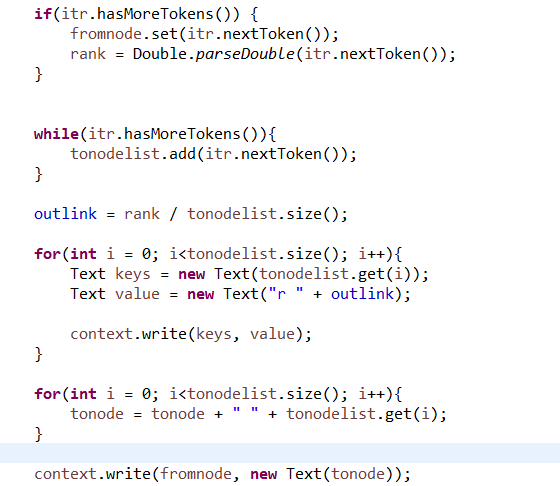 if(itr.hasMoreTokens()) {
fromnode.set(itr.nextToken());
rank = Double.parseDouble(itr.nextToken());
}
while(itr.hasMoreTokens()){
tonodelist.add(itr.nextToken());
}
outlink = rank / tonodelist.size();
for(int i = 0; i<tonodelist.size(); i++){
Text keys = new Text(tonodelist.get(i));
Text value = new Text("r " + outlink);
context.write(keys, value);
}
for(int i = 0; i<tonodelist.size(); i++){
tonode = tonode + " " + tonodelist.get(i);
}
context.write(fromnode, new Text(tonode));